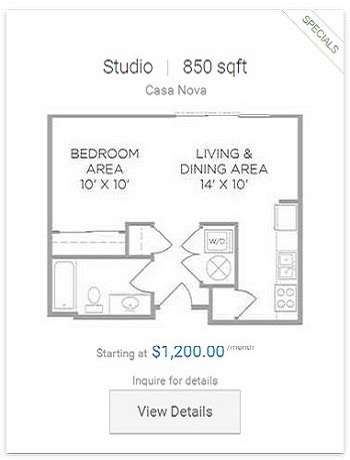 SPECIALS
Studio | 850 sqft
Casa Nova
BEDROOM
AREA
10' X 10'
LIVING &
DINING AREA
14' X 10'
W/D
Starting at $1,200.00 /month
Inquire for details
View Details